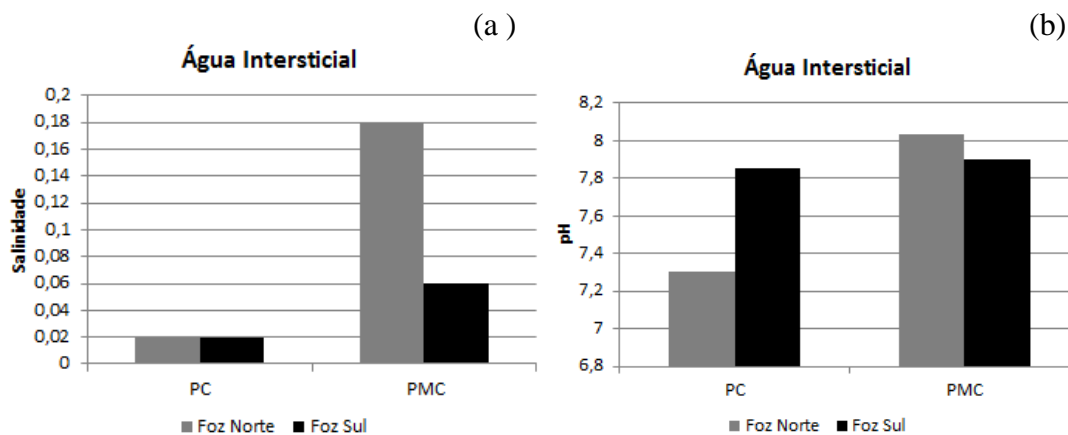 (a )
Água Intersticial
Salinidade
0,2
0,18
0,16
0,14
0,12
0,1
0,08
0,06
0,04
0,02
0
PC PMC
Foz Norte Foz Sul
(b)
Água Intersticial
pH
8,2
8
7,8
7,6
7,4
7,2
7
6,8
PC PMC
Foz Norte Foz Sul